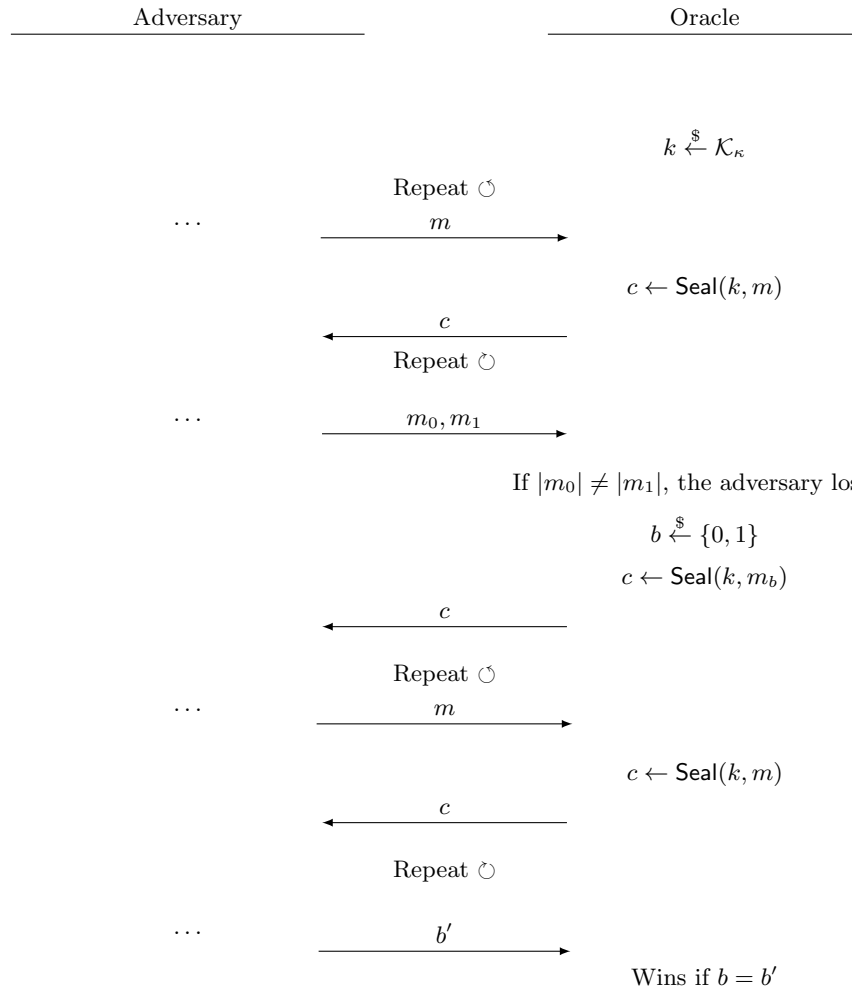 Adversary Oracle
k $← 𝒦_κ
Repeat ↺
... m
c ← Seal(k, m)
c
Repeat ↻
... m_0, m_1
If |m_0| ≠ |m_1|, the adversary los
b $← {0, 1}
c ← Seal(k, m_b)
c
Repeat ↺
... m
c ← Seal(k, m)
c
Repeat ↻
... b′
Wins if b = b′